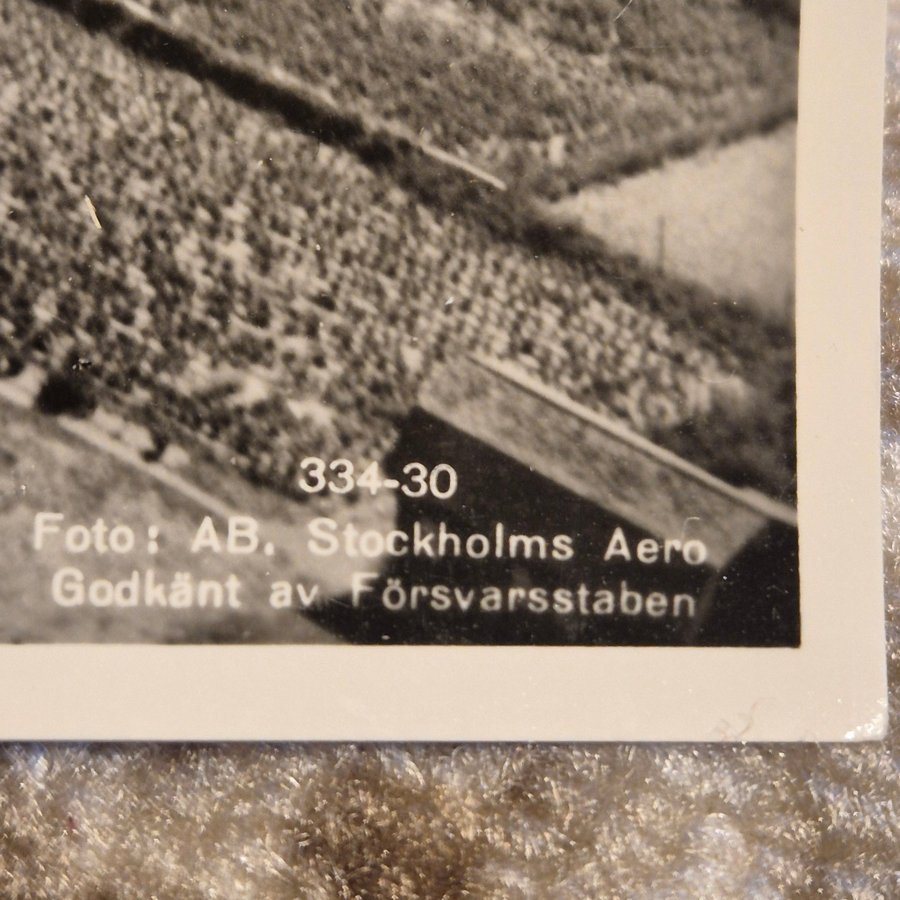 334-30
Foto: AB. Stockholms Aero
Godkänt av Försvarsstaben